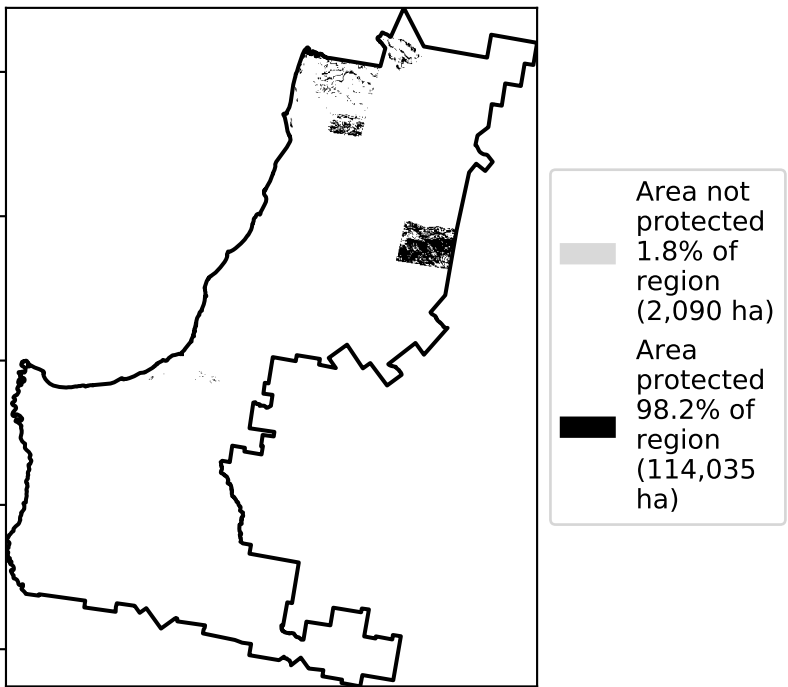 Area not
protected
1.8% of
region
(2,090 ha)
Area
protected
98.2% of
region
(114,035
ha)